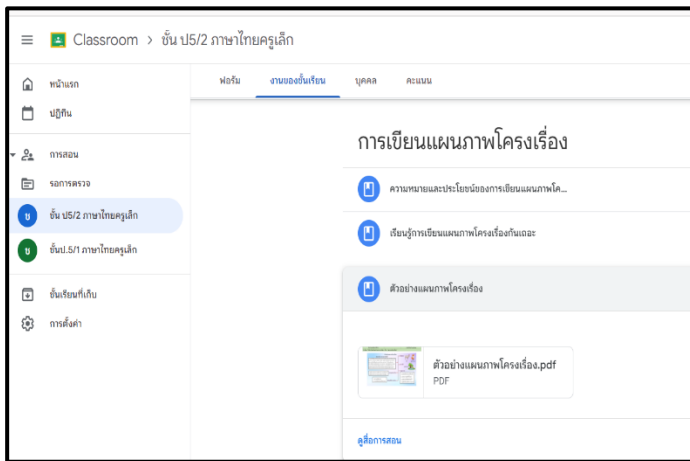 Classroom > ชั้น ป5/2 ภาษาไทยครูเล็ก
หน้าแรก
ปฏิทิน
การสอน
รอการตรวจ
ช ชั้น ป5/2 ภาษาไทยครูเล็ก
ช ชั้นป.5/1 ภาษาไทยครูเล็ก
ชั้นเรียนที่เก็บ
การตั้งค่า
ฟอรัม งานของชั้นเรียน บุคคล คะแนน
การเขียนแผนภาพโครงเรื่อง
ความหมายและประโยชน์ของการเขียนแผนภาพโค...
เรียนรู้การเขียนแผนภาพโครงเรื่องกันเถอะ
ตัวอย่างแผนภาพโครงเรื่อง
ตัวอย่างแผนภาพโครงเรื่อง.pdf
PDF
ดูสื่อการสอน